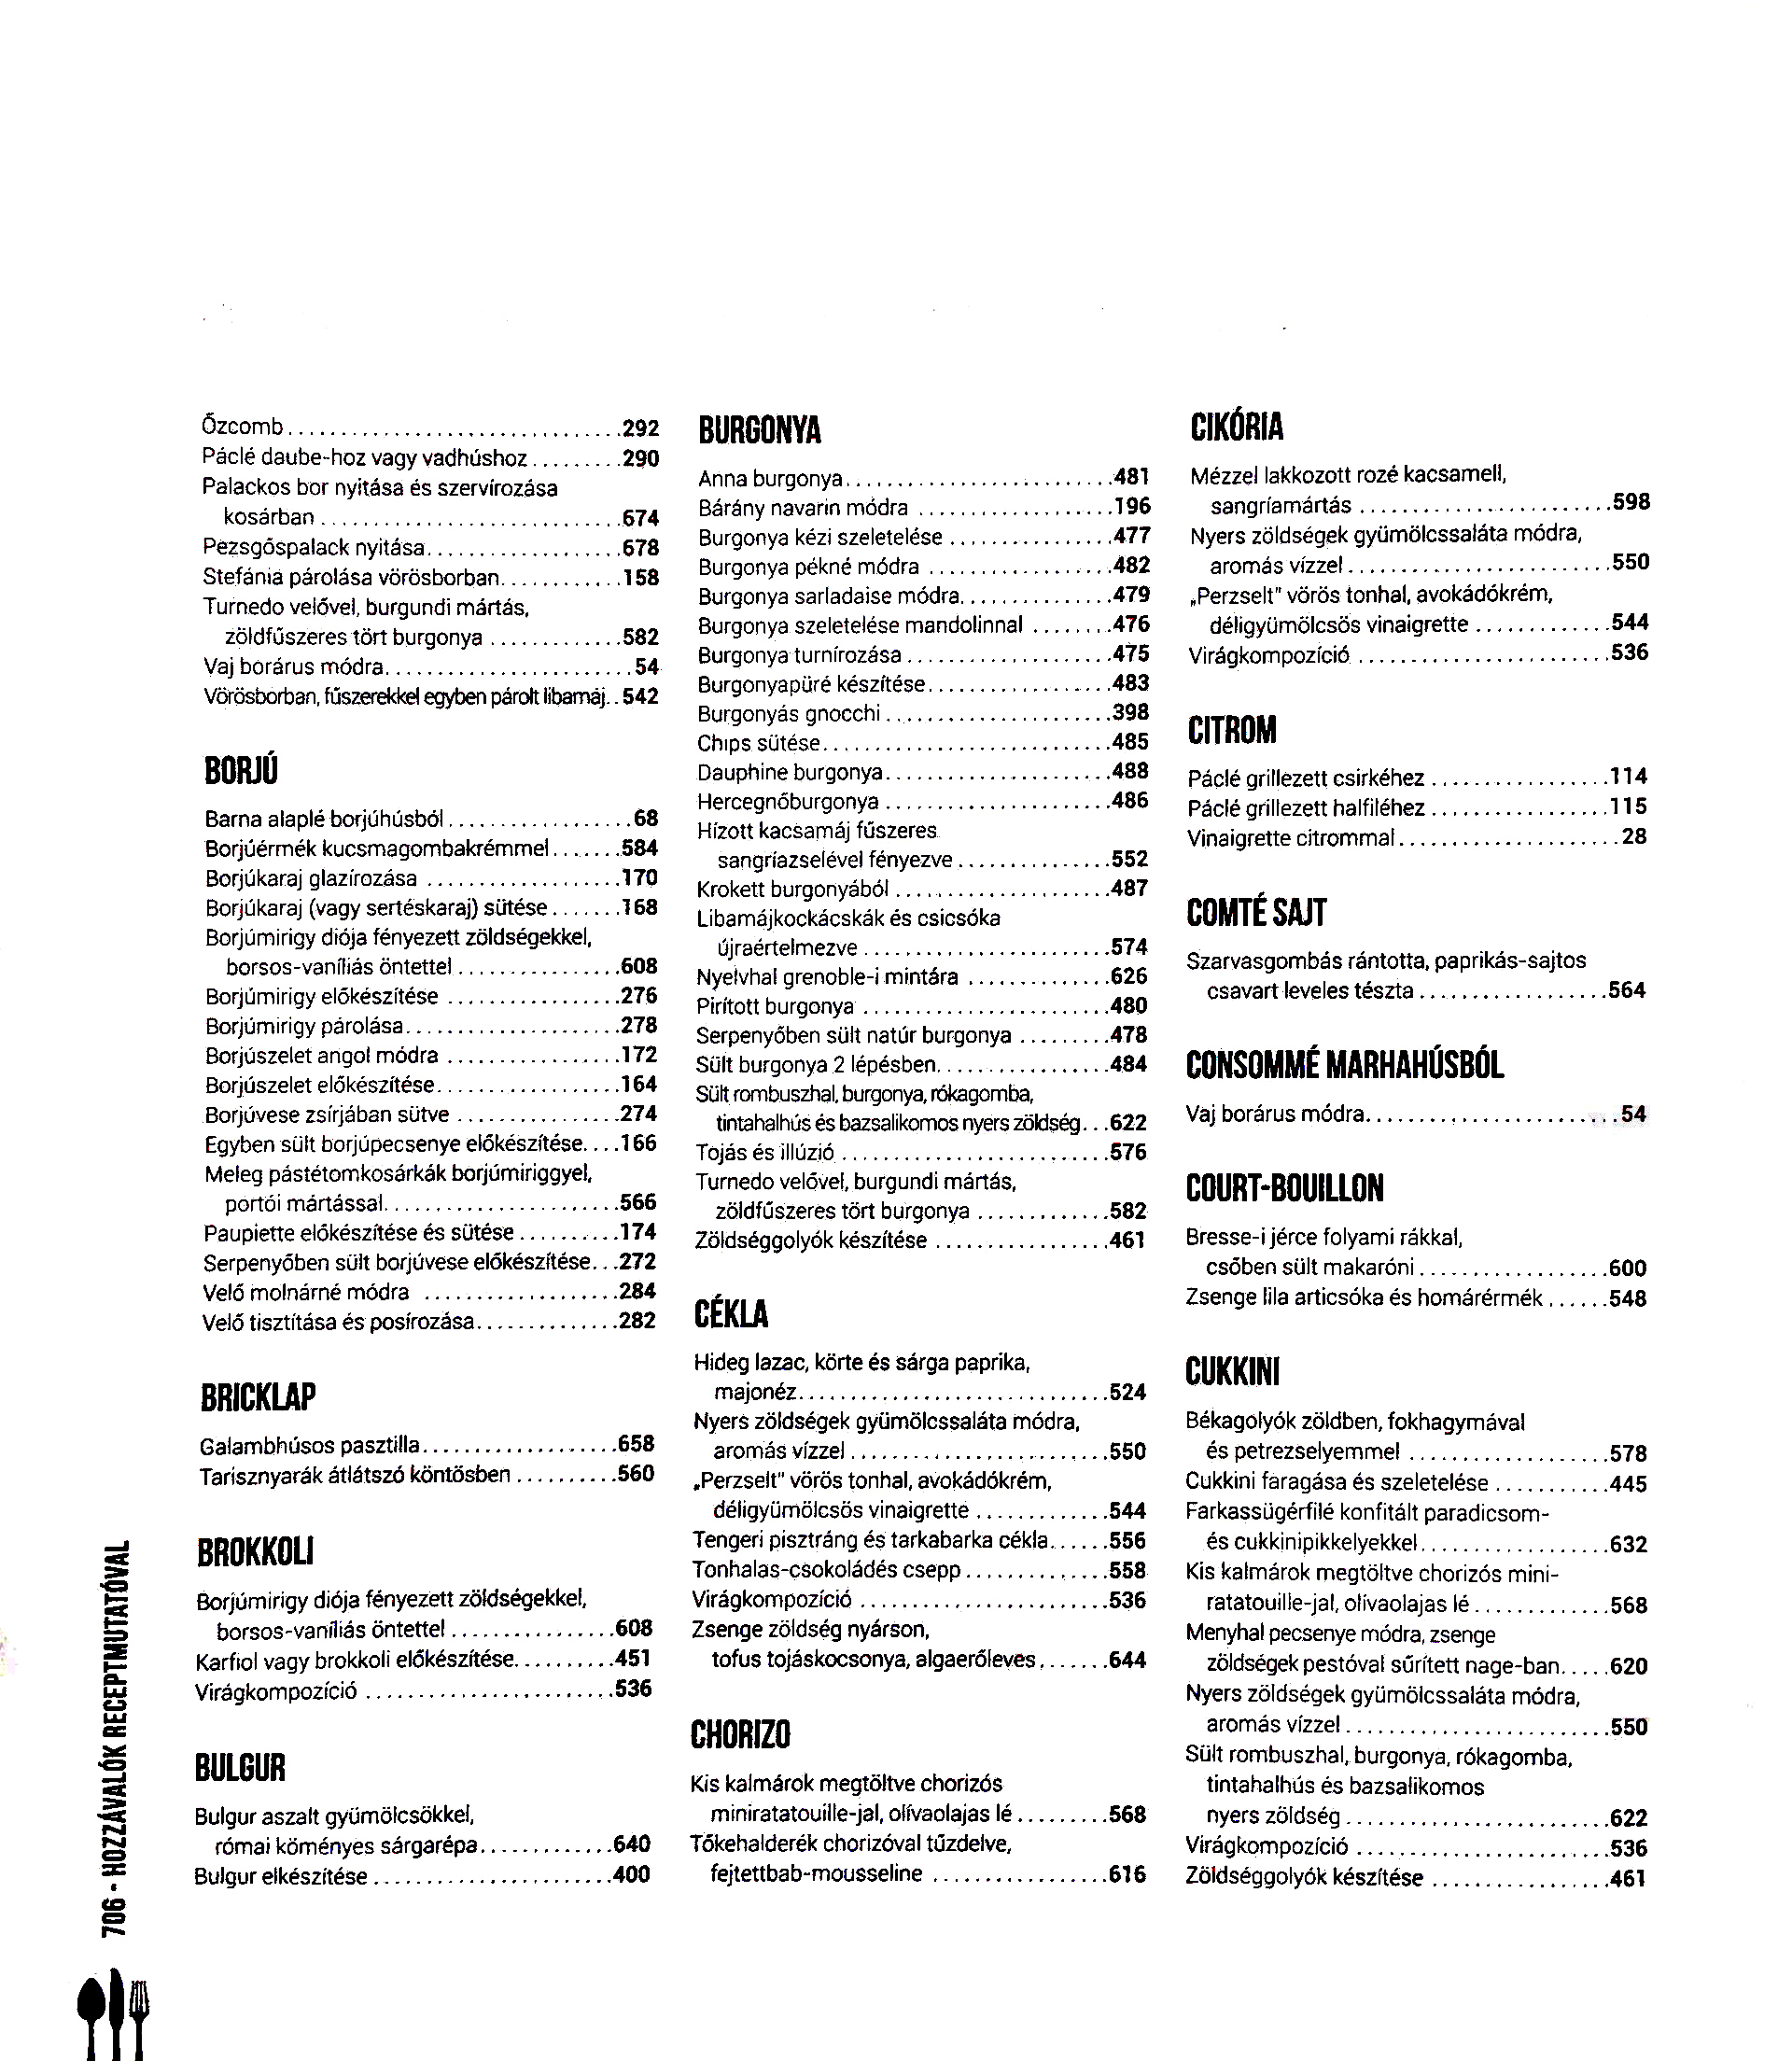 Őzcomb................................292
Páclé daube-hoz vagy vadhúshoz.........290
Palackos bor nyitása és szervírozása
kosárban.............................674
Pezsgőspalack nyitása...................678
Stefánia párolása vörösborban............158
Turnedo velővel, burgundi mártás,
zöldfűszeres tört burgonya.............582
Vaj borárus módra........................54
Vörösborban, fűszerekkel egyben párolt libamáj..542
BORJÚ
Barna alaplé borjúhúsból..................68
Borjúérmék kucsmagombakrémmel.......584
Borjúkaraj glazírozása...................170
Borjúkaraj (vagy sertéskaraj) sütése.......168
Borjúmirigy diója fényezett zöldségekkel,
borsos-vaníliás öntettel................608
Borjúmirigy előkészítése.................276
Borjúmirigy párolása.....................278
Borjúszelet angol módra.................172
Borjúszelet előkészítése..................164
Borjúvese zsírjában sütve................274
Egyben sült borjúpecsenye előkészítése....166
Meleg pástétomkosárkák borjúmiriggyel,
portói mártással.......................566
Paupiette előkészítése és sütése..........174
Serpenyőben sült borjúvese előkészítése...272
Velő molnárné módra...................284
Velő tisztítása és posírozása..............282
BRICKLAP
Galambhúsos pasztilla...................658
Tarisznyarák átlátszó köntösben..........560
BROKKOLI
Borjúmirigy diója fényezett zöldségekkel,
borsos-vaníliás öntettel................608
Karfiol vagy brokkoli előkészítése..........451
Virágkompozíció........................536
BULGUR
Bulgur aszalt gyümölcsökkel,
római köményes sárgarépa.............640
Bulgur elkészítése.......................400
BURGONYA
Anna burgonya..........................481
Bárány navarin módra...................196
Burgonya kézi szeletelése................477
Burgonya pékné módra..................482
Burgonya sarladaise módra...............479
Burgonya szeletelése mandolinnal........476
Burgonya turnírozása....................475
Burgonyapüré készítése..................483
Burgonyás gnocchi......................398
Chips sütése............................485
Dauphine burgonya......................488
Hercegnőburgonya......................486
Hízott kacsamáj fűszeres
sangríazselével fényezve...............552
Krokett burgonyából.....................487
Libamájkockácskák és csicsóka
újraértelmezve........................574
Nyelvhal grenoble-i mintára..............626
Pirított burgonya........................480
Serpenyőben sült natúr burgonya.........478
Sült burgonya 2 lépésben.................484
Sült rombuszhal, burgonya, rókagomba,
tintahalhús és bazsalikomos nyers zöldség...622
Tojás és illúzió..........................576
Turnedo velővel, burgundi mártás,
zöldfűszeres tört burgonya.............582
Zöldséggolyók készítése.................461
CÉKLA
Hideg lazac, körte és sárga paprika,
majonéz..............................524
Nyers zöldségek gyümölcssaláta módra,
aromás vízzel.........................550
„Perzselt" vörös tonhal, avokádókrém,
déligyümölcsös vinaigrette.............544
Tengeri pisztráng és tarkabarka cékla......556
Tonhalas-csokoládés csepp..............558
Virágkompozíció........................536
Zsenge zöldség nyárson,
tofus tojáskocsonya, algaerőleves.......644
CHORIZO
Kis kalmárok megtöltve chorizós
miniratatouille-jal, olívaolajas lé.........568
Tőkehalderék chorizóval tűzdelve,
fejtettbab-mousseline.................616
CIKÓRIA
Mézzel lakkozott rozé kacsamell,
sangríamártás........................598
Nyers zöldségek gyümölcssaláta módra,
aromás vízzel.........................550
„Perzselt" vörös tonhal, avokádókrém,
déligyümölcsös vinaigrette.............544
Virágkompozíció........................536
CITROM
Páclé grillezett csirkéhez.................114
Páclé grillezett halfiléhez.................115
Vinaigrette citrommal.....................28
COMTÉ SAJT
Szarvasgombás rántotta, paprikás-sajtos
csavart leveles tészta..................564
CONSOMMÉ MARHAHÚSBÓL
Vaj borárus módra........................54
COURT-BOUILLON
Bresse-i jérce folyami rákkal,
csőben sült makaróni..................600
Zsenge lila articsóka és homárérmék......548
CUKKINI
Békagolyók zöldben, fokhagymával
és petrezselyemmel...................578
Cukkini faragása és szeletelése...........445
Farkassügérfilé konfitált paradicsom-
és cukkinipikkelyekkel..................632
Kis kalmárok megtöltve chorizós mini-
ratatouille-jal, olívaolajas lé.............568
Menyhal pecsenye módra, zsenge
zöldségek pestóval sűrített nage-ban.....620
Nyers zöldségek gyümölcssaláta módra,
aromás vízzel.........................550
Sült rombuszhal, burgonya, rókagomba,
tintahalhús és bazsalikomos
nyers zöldség.........................622
Virágkompozíció........................536
Zöldséggolyók készítése.................461
706 • HOZZÁVALÓK RECEPTMUTATÓVAL